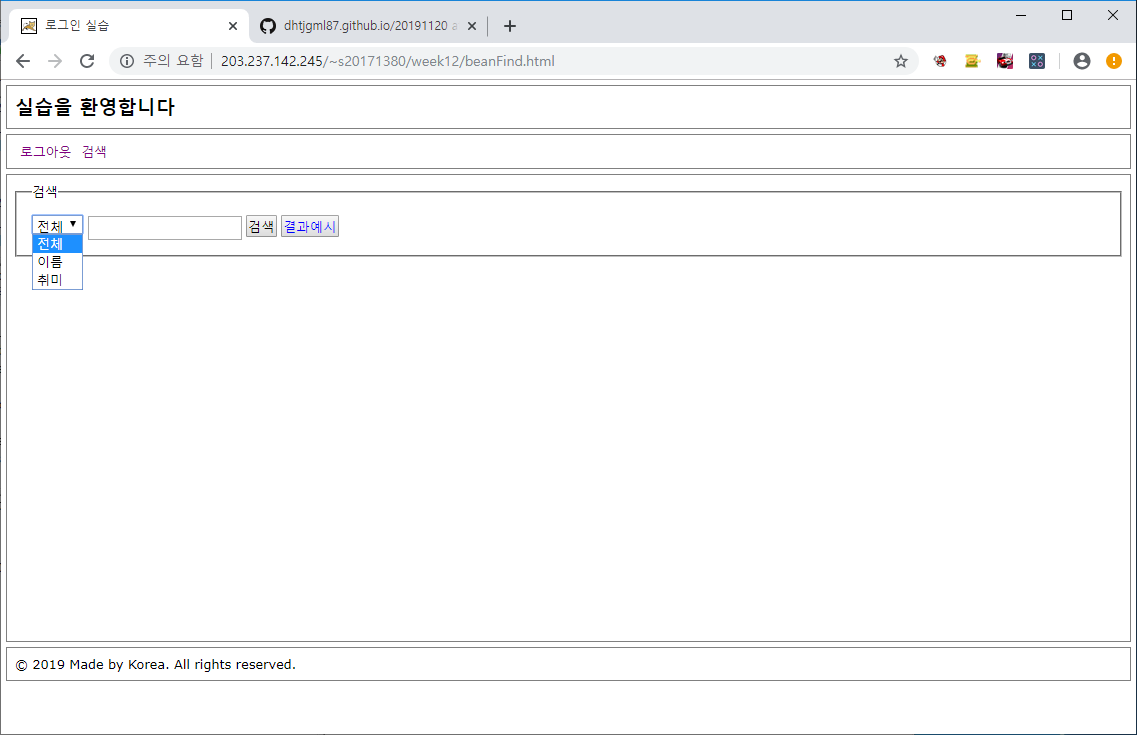 로그인 실습
dhtjgml87.github.io/20191120 a
주의 요함 | 203.237.142.245/~s20171380/week12/beanFind.html
실습을 환영합니다
로그아웃 검색
검색
전체 검색 결과예시
전체
이름
취미
© 2019 Made by Korea. All rights reserved.